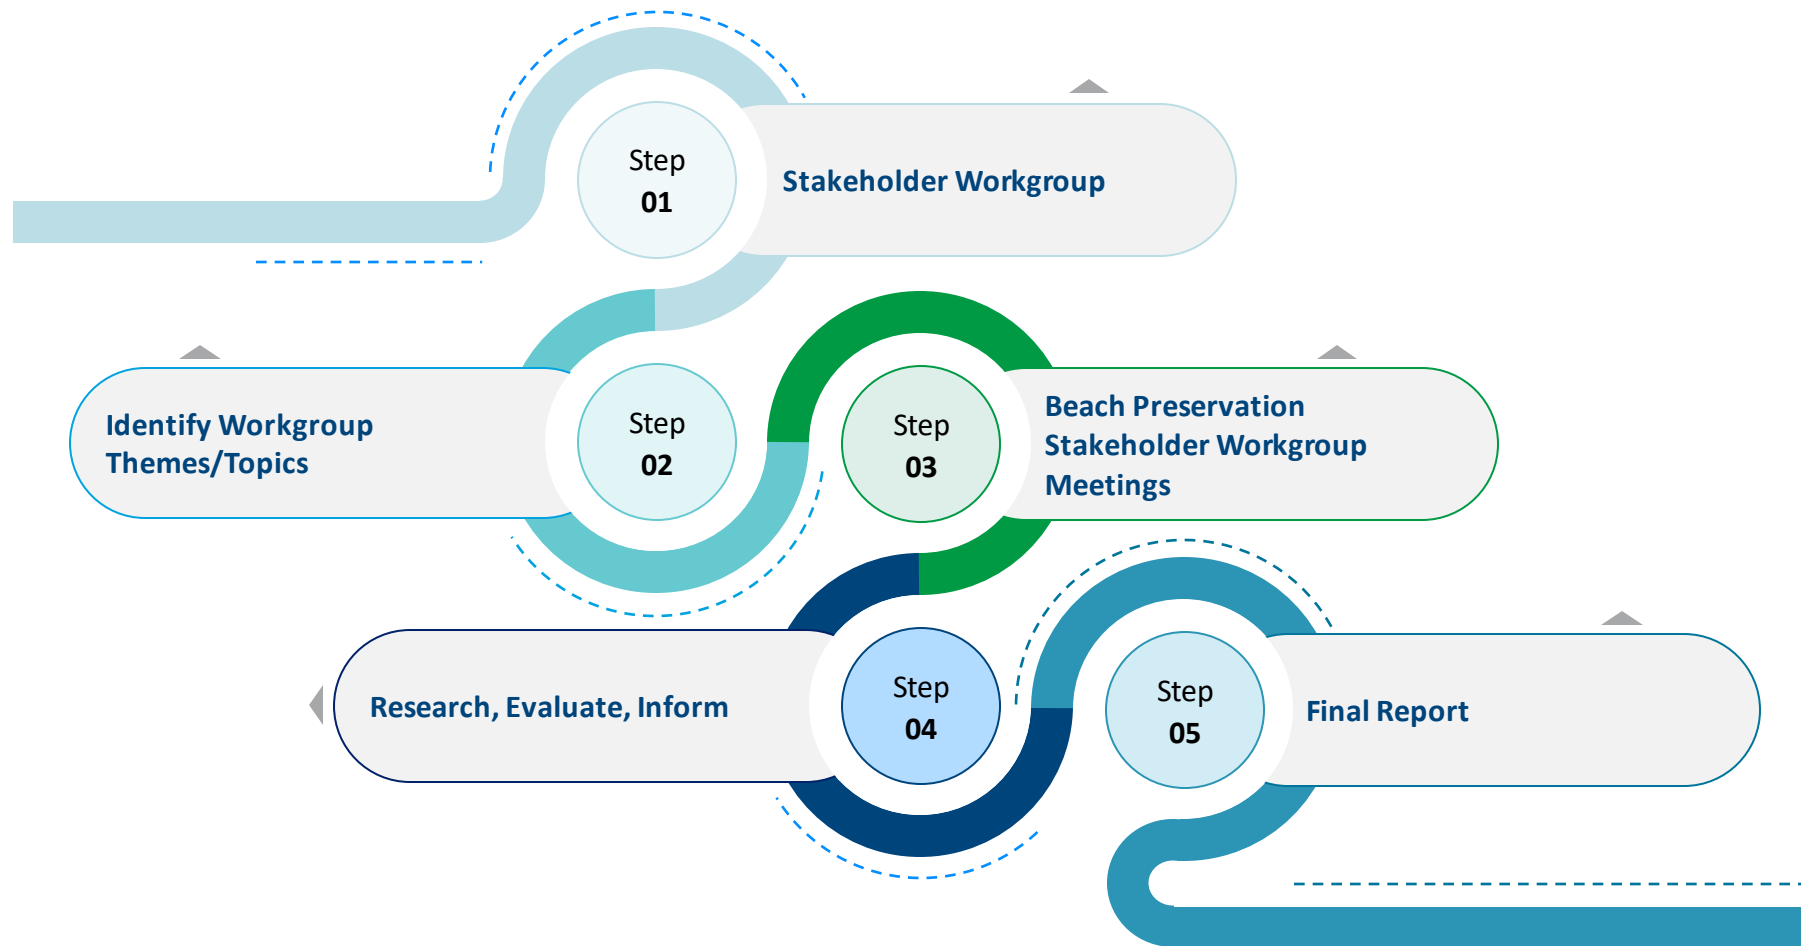 Step
01
Stakeholder Workgroup
Identify Workgroup
Themes/Topics
Step
02
Step
03
Beach Preservation
Stakeholder Workgroup
Meetings
Research, Evaluate, Inform
Step
04
Step
05
Final Report